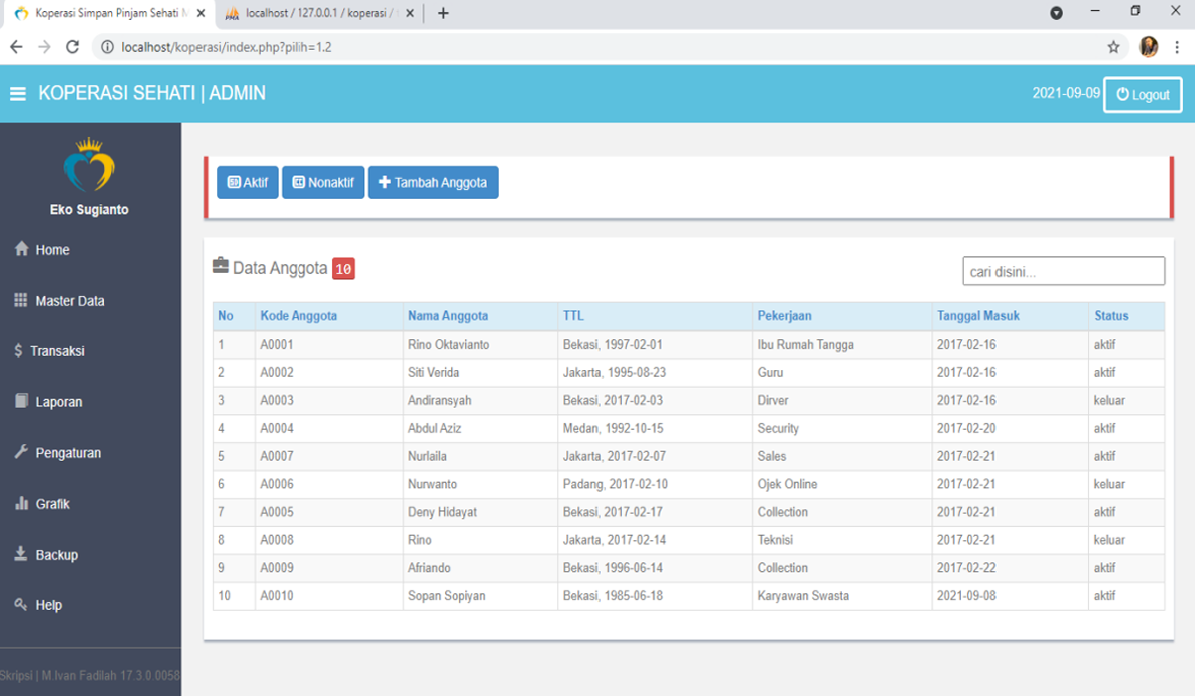 Koperasi Simpan Pinjam Sehati
localhost / 127.0.0.1 / koperasi /
localhost/koperasi/index.php?pilih=1.2
KOPERASI SEHATI | ADMIN
2021-09-09 Logout
Eko Sugianto
Home
Master Data
Transaksi
Laporan
Pengaturan
Grafik
Backup
Help
Skripsi | M.Ivan Fadilah 17.3.0.0058
Aktif Nonaktif Tambah Anggota
Data Anggota 10
cari disini...
No Kode Anggota Nama Anggota TTL Pekerjaan Tanggal Masuk Status
1 A0001 Rino Oktavianto Bekasi, 1997-02-01 Ibu Rumah Tangga 2017-02-16 aktif
2 A0002 Siti Verida Jakarta, 1995-08-23 Guru 2017-02-16 aktif
3 A0003 Andiransyah Bekasi, 2017-02-03 Dirver 2017-02-16 keluar
4 A0004 Abdul Aziz Medan, 1992-10-15 Security 2017-02-20 aktif
5 A0007 Nurlaila Jakarta, 2017-02-07 Sales 2017-02-21 aktif
6 A0006 Nurwanto Padang, 2017-02-10 Ojek Online 2017-02-21 keluar
7 A0005 Deny Hidayat Bekasi, 2017-02-17 Collection 2017-02-21 aktif
8 A0008 Rino Jakarta, 2017-02-14 Teknisi 2017-02-21 keluar
9 A0009 Afriando Bekasi, 1996-06-14 Collection 2017-02-22 aktif
10 A0010 Sopan Sopiyan Bekasi, 1985-06-18 Karyawan Swasta 2021-09-08 aktif